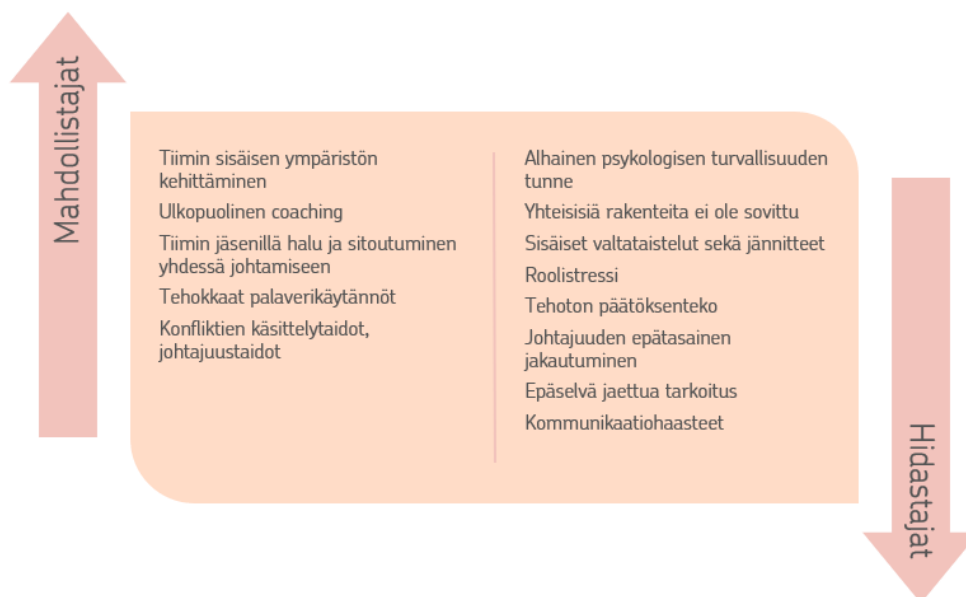 Mahdollistajat
Tiimin sisäisen ympäristön
kehittäminen
Ulkopuolinen coaching
Tiimin jäsenillä halu ja sitoutuminen
yhdessä johtamiseen
Tehokkaat palaverikäytännöt
Konfliktien käsittelytaidot,
johtajuustaidot
Alhainen psykologisen turvallisuuden
tunne
Yhteisisiä rakenteita ei ole sovittu
Sisäiset valtataistelut sekä jännitteet
Roolistressi
Tehoton päätöksenteko
Johtajuuden epätasainen
jakautuminen
Epäselvä jaettua tarkoitus
Kommunikaatiohaasteet
Hidastajat